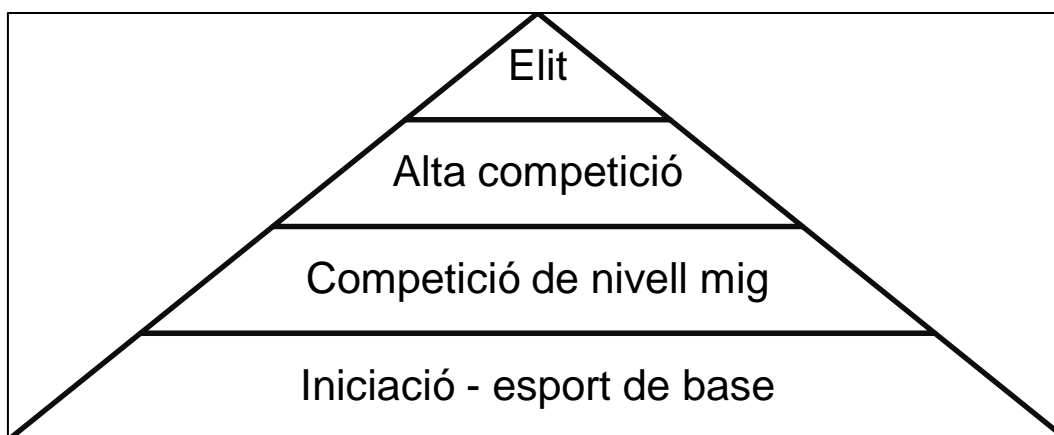 Elit
Alta competició
Competició de nivell mig
Iniciació - esport de base